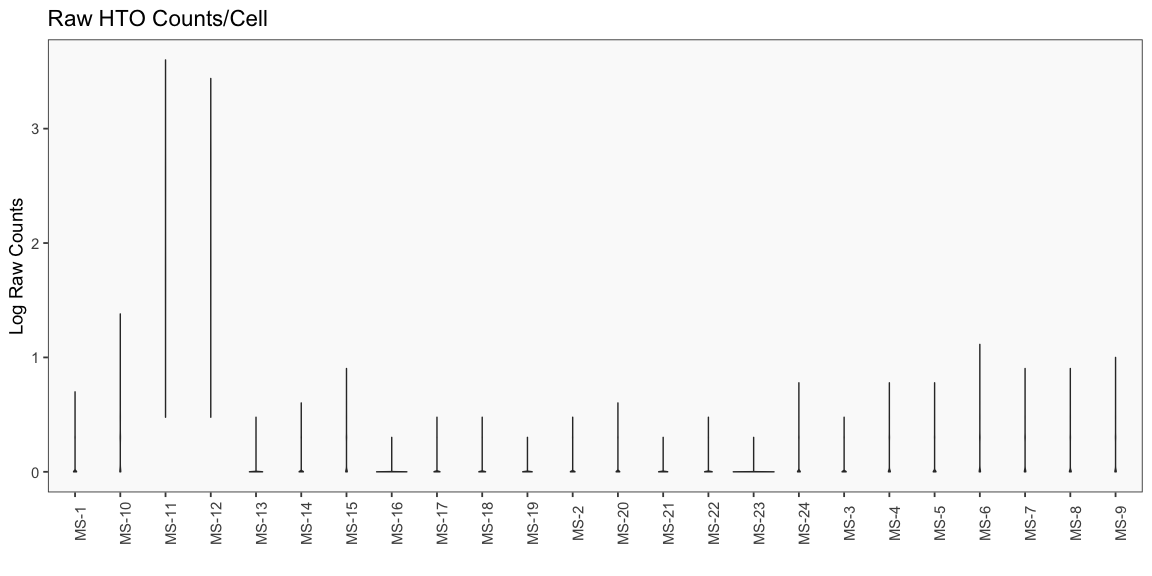 Raw HTO Counts/Cell
Log Raw Counts
3
2
1
0
MS-1
MS-10
MS-11
MS-12
MS-13
MS-14
MS-15
MS-16
MS-17
MS-18
MS-19
MS-2
MS-20
MS-21
MS-22
MS-23
MS-24
MS-3
MS-4
MS-5
MS-6
MS-7
MS-8
MS-9